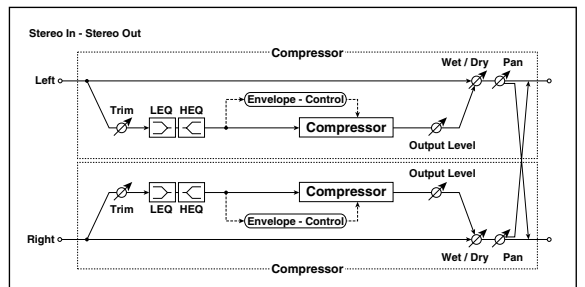 Stereo In - Stereo Out
Compressor
Wet / Dry Pan
Left
Envelope - Control
Trim LEQ HEQ
Compressor
Output Level
Output Level
Compressor
Trim LEQ HEQ
Envelope - Control
Right
Wet / Dry Pan
Compressor